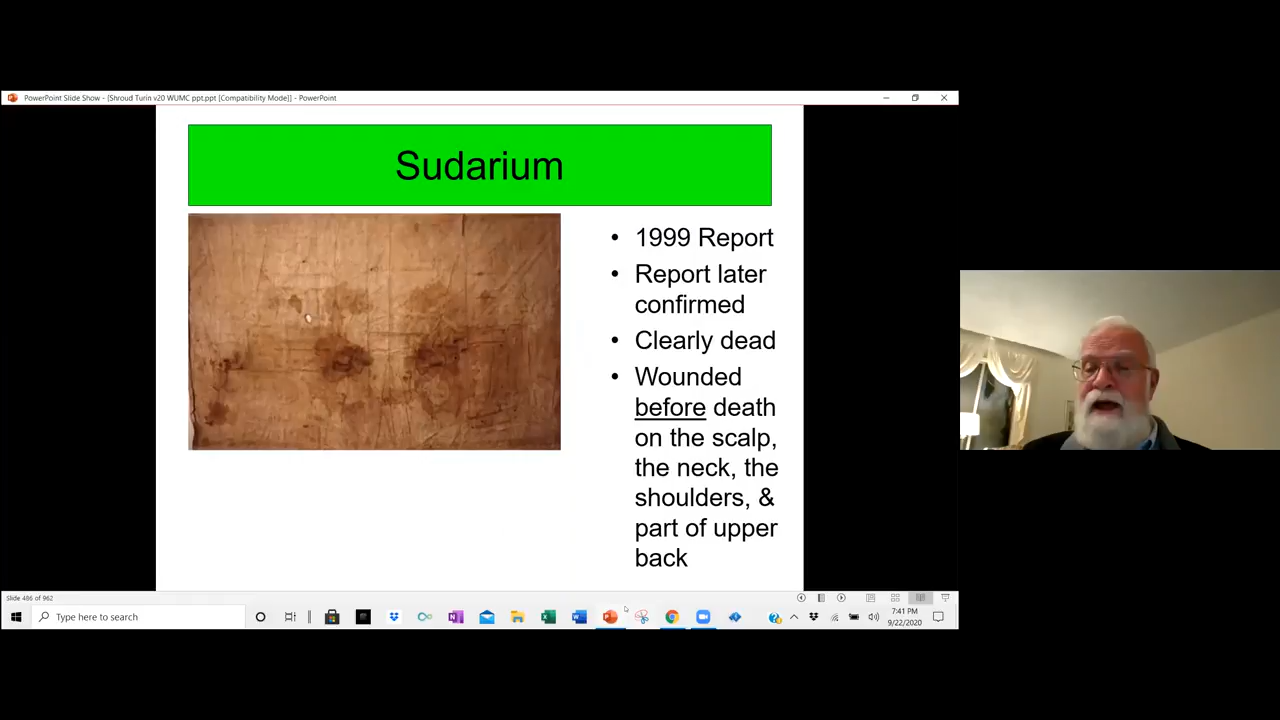 PowerPoint Slide Show - [Shroud Turin v20 WUMC ppt.ppt [Compatibility Mode]] - PowerPoint
Sudarium
• 1999 Report
• Report later
confirmed
• Clearly dead
• Wounded
before death
on the scalp,
the neck, the
shoulders, &
part of upper
back
Slide 486 of 962
Type here to search
7:41 PM
9/22/2020